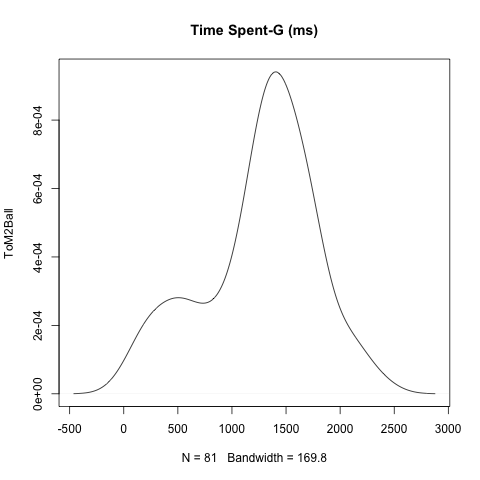 Time Spent-G (ms)
ToM2Ball
8e-04
6e-04
4e-04
2e-04
0e+00
-500 0 500 1000 1500 2000 2500 3000
N = 81 Bandwidth = 169.8